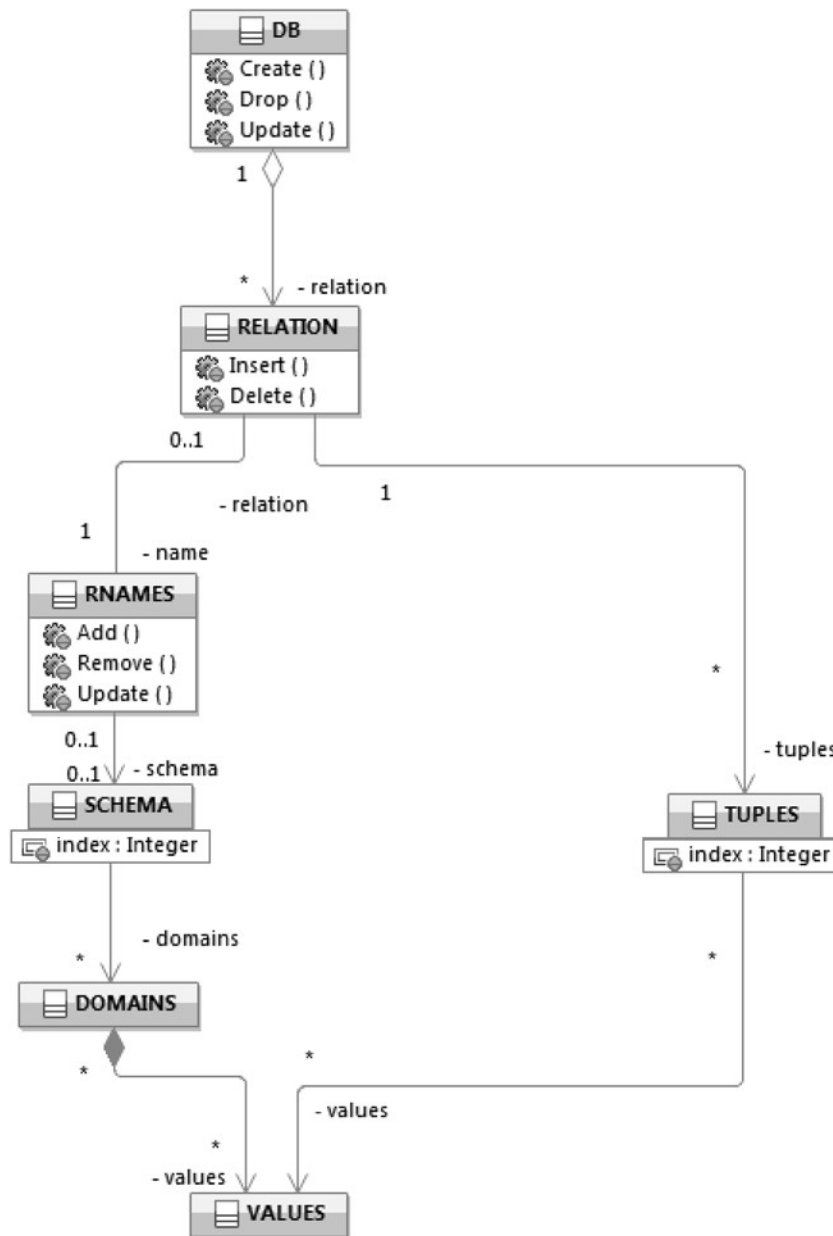 DB
Create ( )
Drop ( )
Update ( )
1
*
- relation
RELATION
Insert ( )
Delete ( )
0..1
1
- relation
1
- name
RNAMES
Add ( )
Remove ( )
Update ( )
*
0..1
- schema
0..1
- tuples
SCHEMA
index : Integer
TUPLES
index : Integer
- domains
*
*
DOMAINS
*
*
- values
*
- values
VALUES